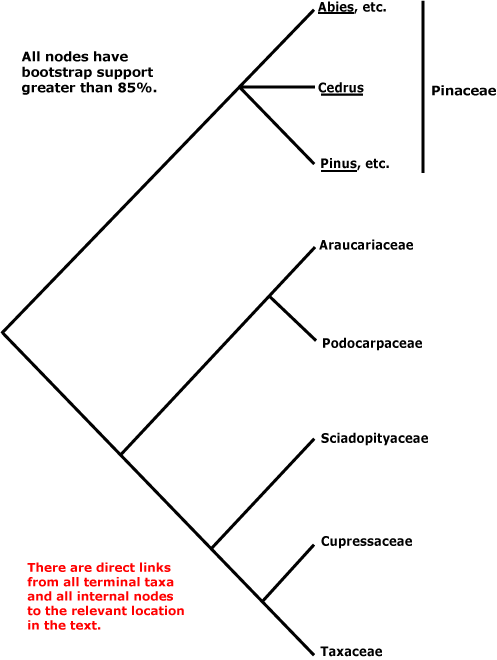 Abies, etc.
All nodes have
bootstrap support
greater than 85%.
Cedrus
Pinaceae
Pinus, etc.
Araucariaceae
Podocarpaceae
Sciadopityaceae
Cupressaceae
There are direct links
from all terminal taxa
and all internal nodes
to the relevant location
in the text.
Taxaceae